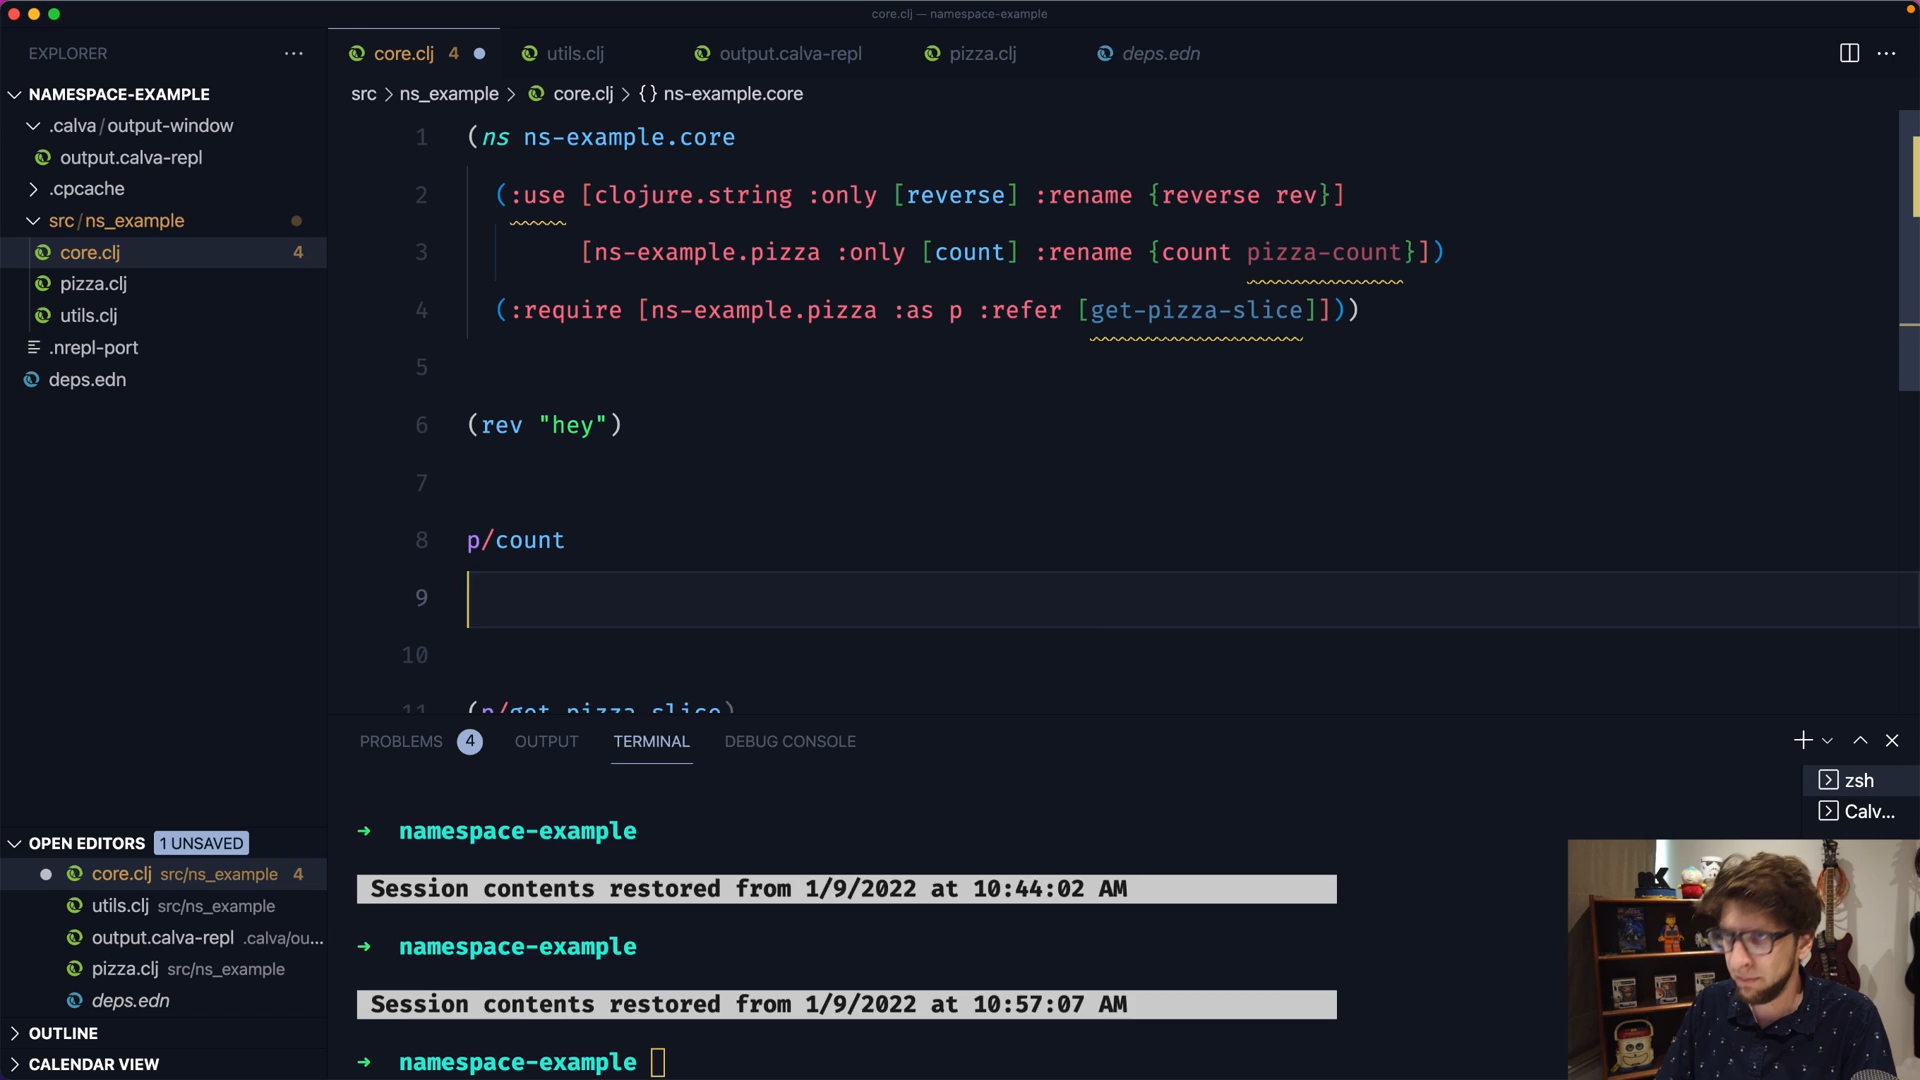 core.clj — namespace-example
EXPLORER
core.clj 4
utils.clj
output.calva-repl
pizza.clj
deps.edn
NAMESPACE-EXAMPLE
.calva/output-window
output.calva-repl
.cpcache
src/ns_example
core.clj 4
pizza.clj
utils.clj
.nrepl-port
deps.edn
src > ns_example > core.clj > {} ns-example.core
1 (ns ns-example.core
2 (:use [clojure.string :only [reverse] :rename {reverse rev}]
3 [ns-example.pizza :only [count] :rename {count pizza-count}])
4 (:require [ns-example.pizza :as p :refer [get-pizza-slice]]))
5
6 (rev "hey")
7
8 p/count
9
10
11 (p/get-pizza-slice)
PROBLEMS 4 OUTPUT TERMINAL DEBUG CONSOLE
zsh
Calv...
→ namespace-example
Session contents restored from 1/9/2022 at 10:44:02 AM
→ namespace-example
Session contents restored from 1/9/2022 at 10:57:07 AM
→ namespace-example
OPEN EDITORS 1 UNSAVED
core.clj src/ns_example 4
utils.clj src/ns_example
output.calva-repl .calva/ou...
pizza.clj src/ns_example
deps.edn
OUTLINE
CALENDAR VIEW